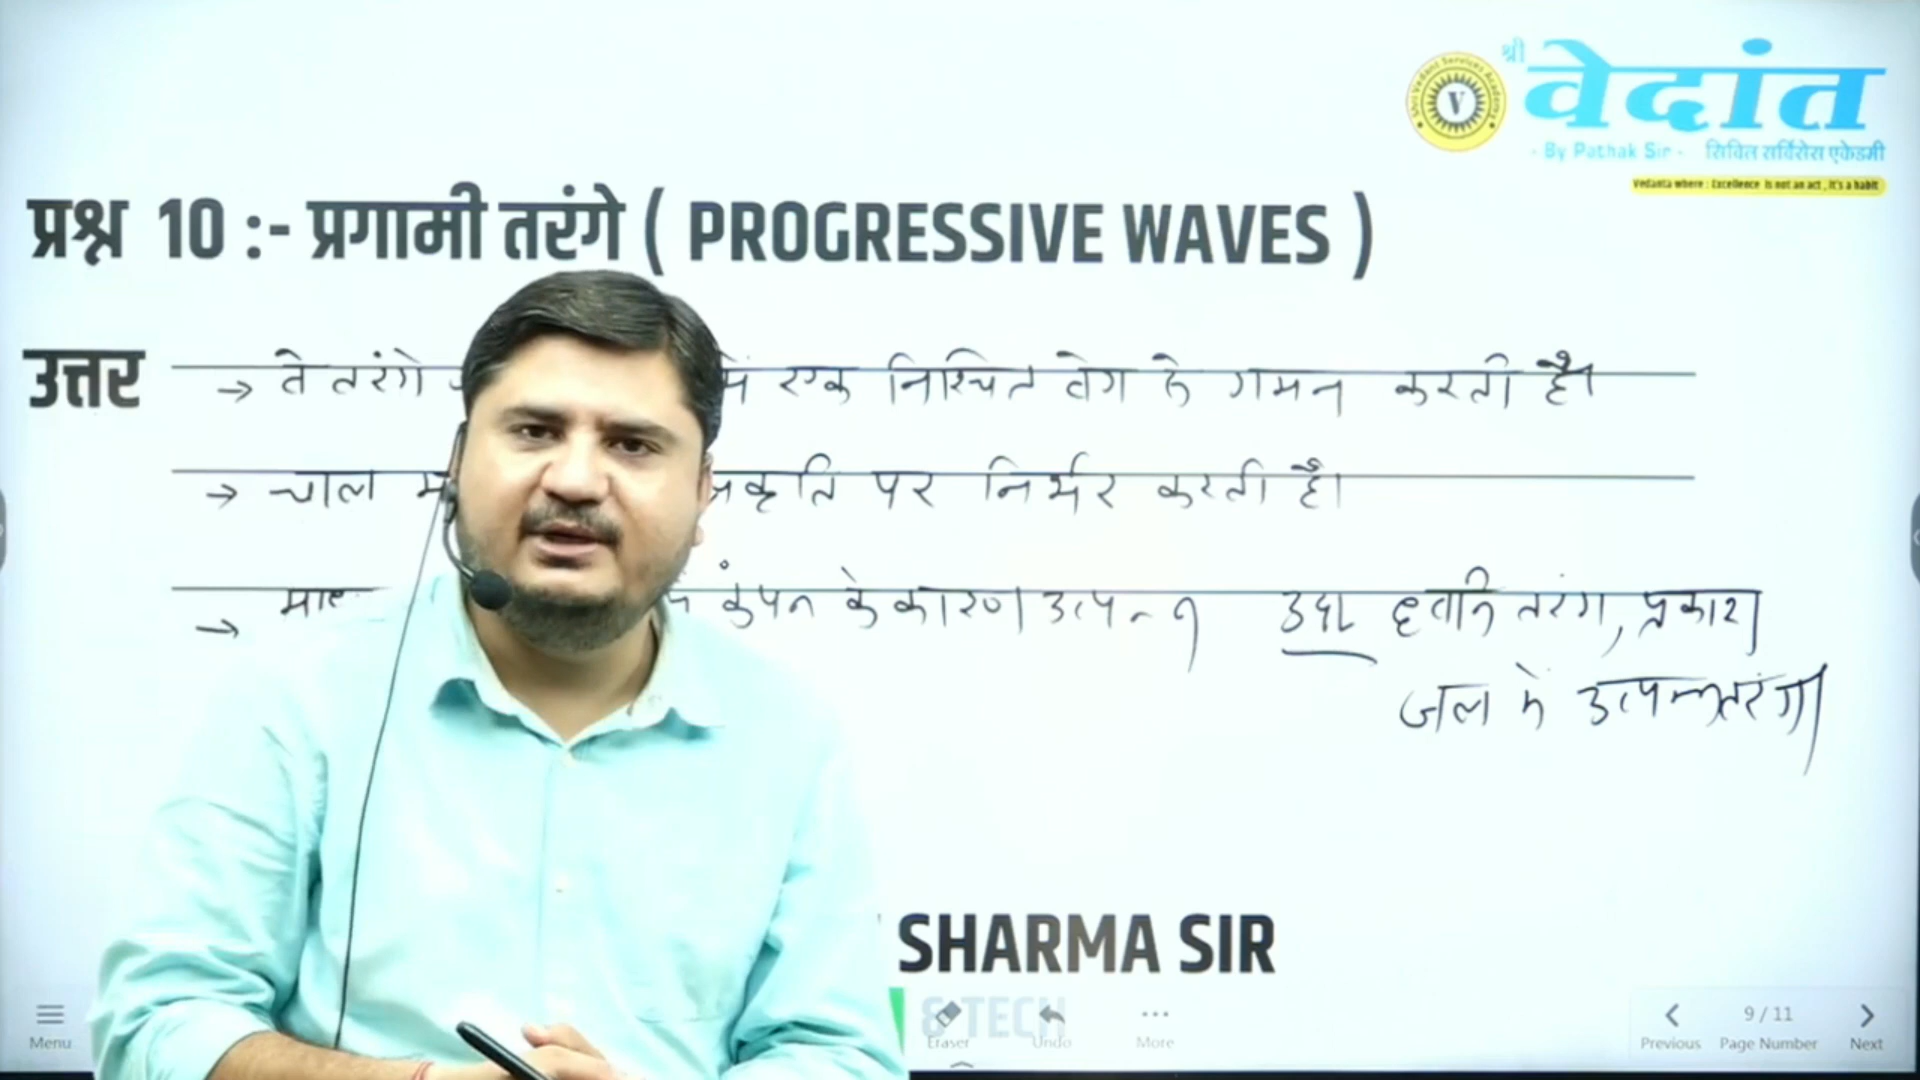 श्री
वेदांत
- By Pathak Sir - सिविल सर्विसेस एकेडमी
Vedanta where : Excellence is not an act , it's a habit
V
प्रश्न 10 :- प्रगामी तरंगे ( PROGRESSIVE WAVES )
उत्तर
→ ते तरंगे में एक निश्चित वेग से गमन करती है।
→ चाल पर निर्भर करती है।
→ कंपन के कारण उत्पन्न उदा ध्वनि तरंग, प्रकाश
जल में उत्पन्न तरंग
SHARMA SIR
& TECH
Menu Eraser Undo More Previous 9 / 11 Page Number Next